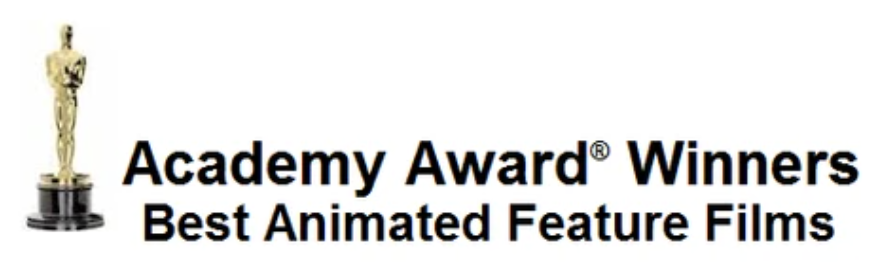 Academy Award® Winners
Best Animated Feature Films